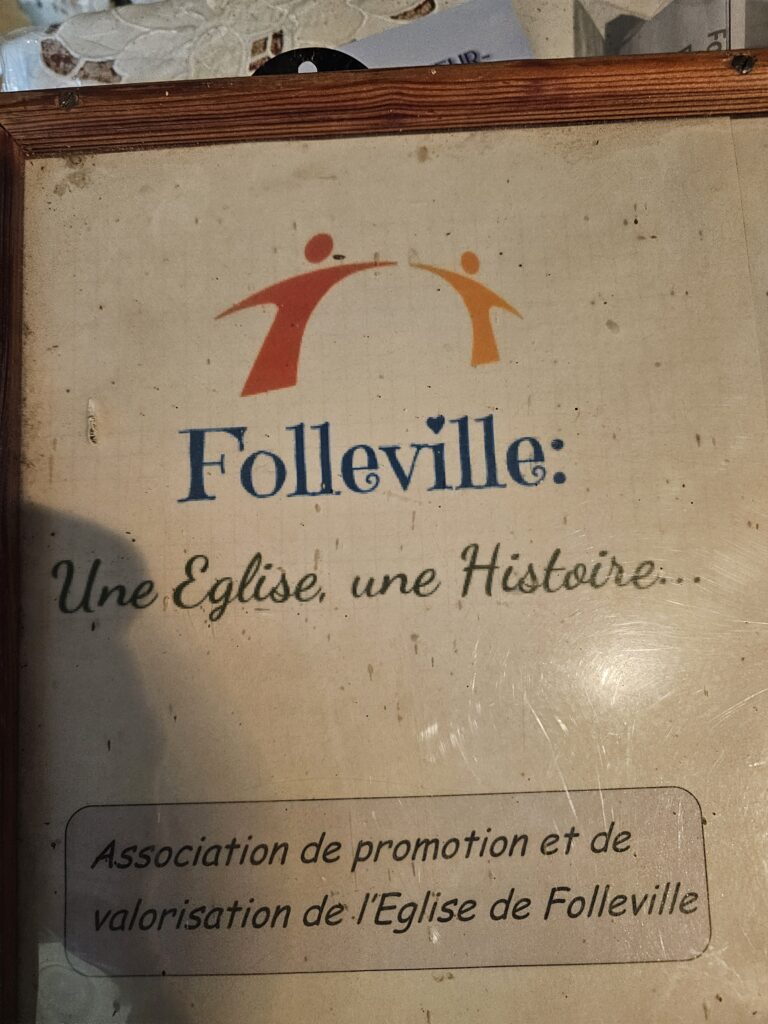 Folleville:
Une Eglise, une Histoire...
Association de promotion et de
valorisation de l'Eglise de Folleville